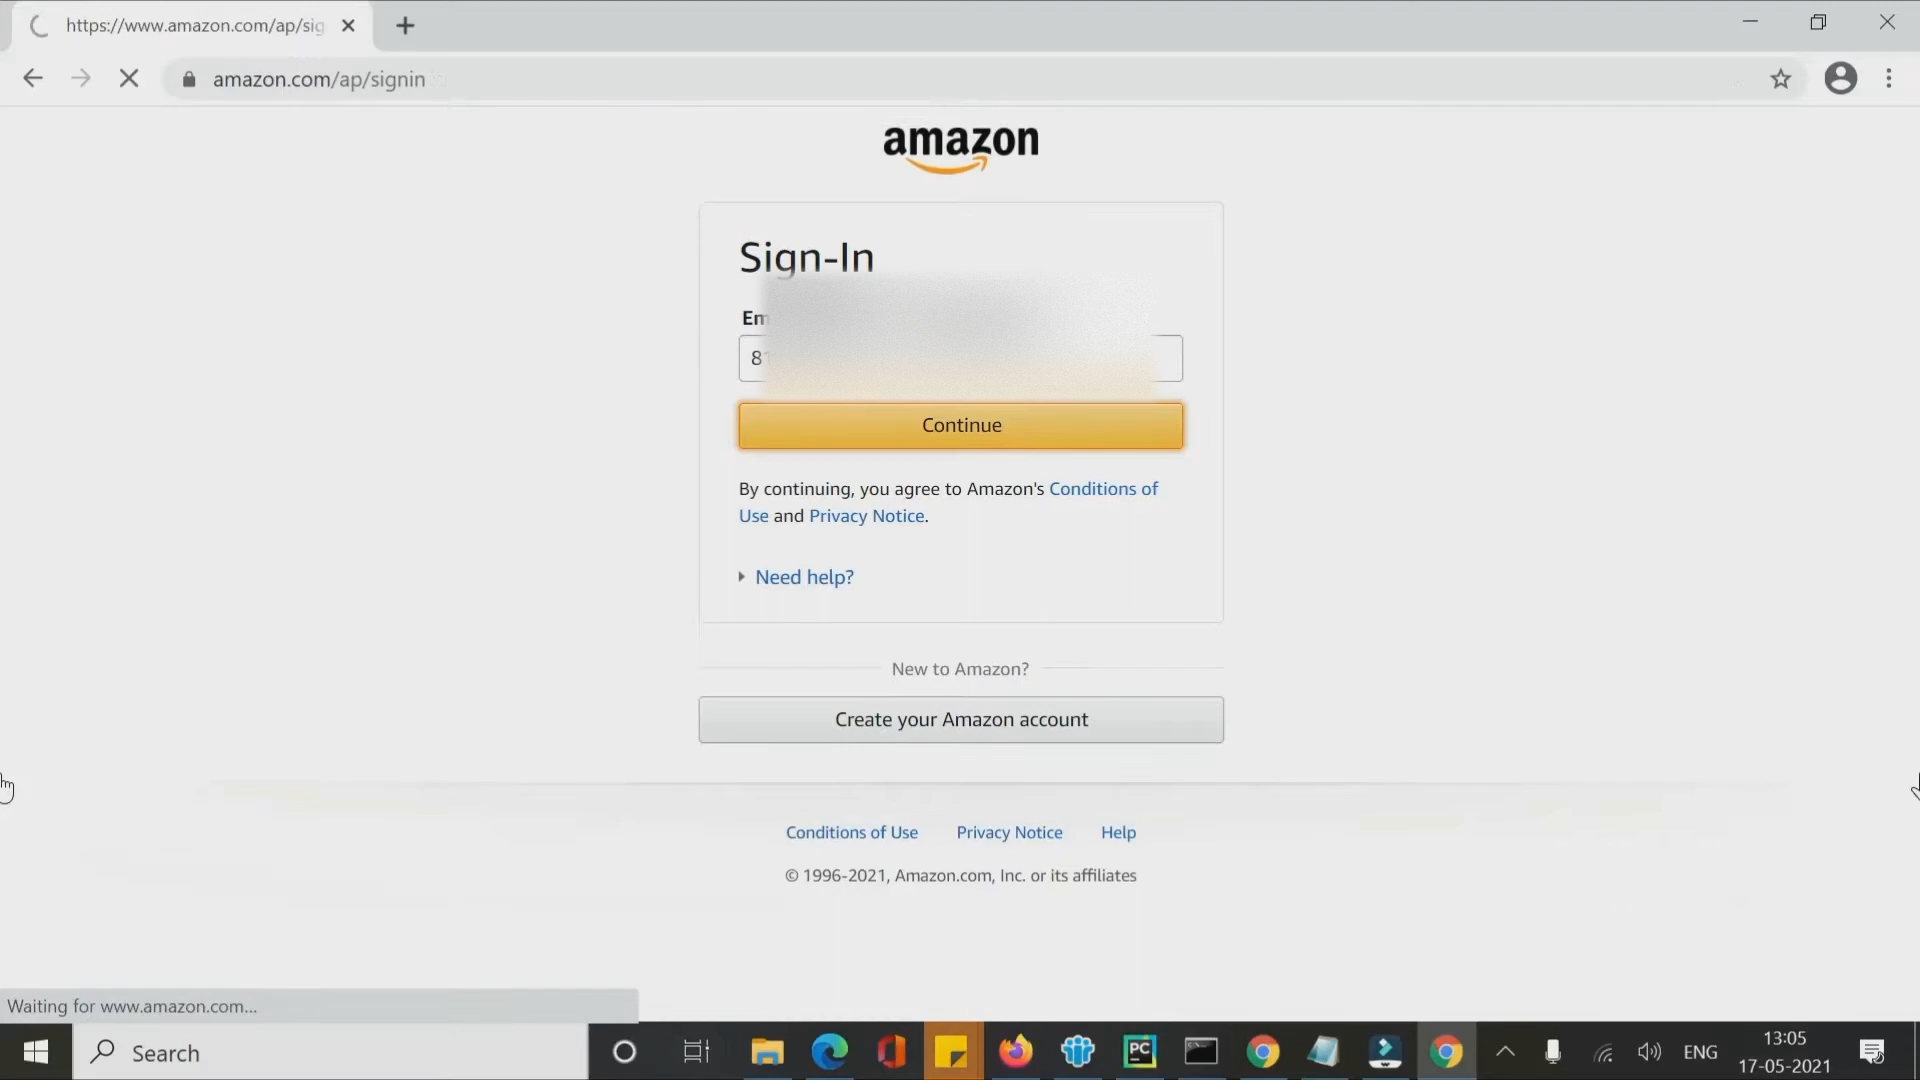 https://www.amazon.com/ap/sig
amazon.com/ap/signin
amazon
Sign-In
Em
81
Continue
By continuing, you agree to Amazon's Conditions of
Use and Privacy Notice.
Need help?
New to Amazon?
Create your Amazon account
Conditions of Use Privacy Notice Help
© 1996-2021, Amazon.com, Inc. or its affiliates
Waiting for www.amazon.com...
Search
PC
ENG
13:05
17-05-2021